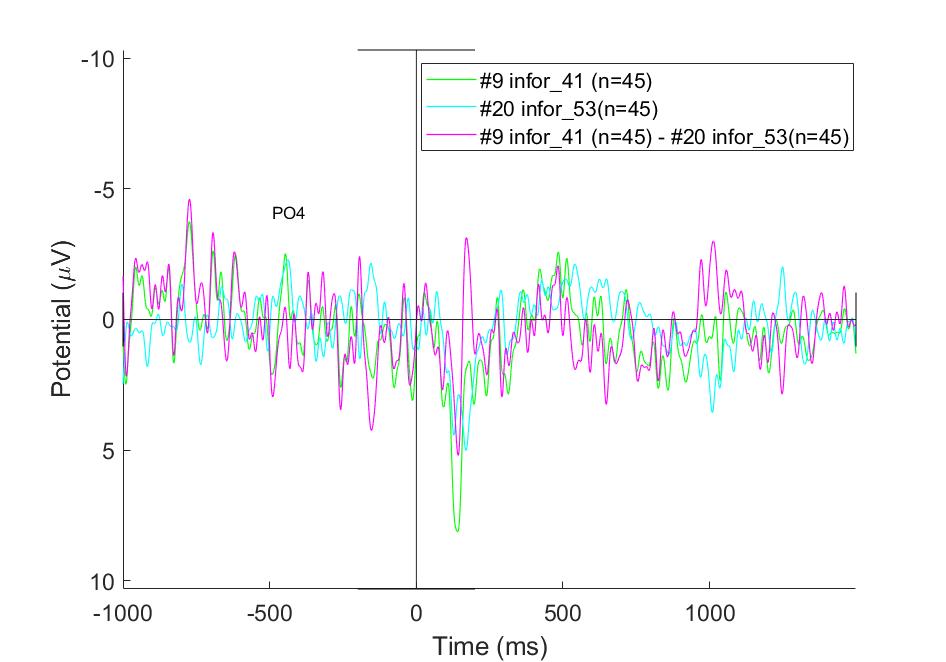 -10
#9 infor_41 (n=45)
#20 infor_53(n=45)
#9 infor_41 (n=45) - #20 infor_53(n=45)
-5
PO4
Potential (μV)
0
5
10
-1000 -500 0 500 1000
Time (ms)